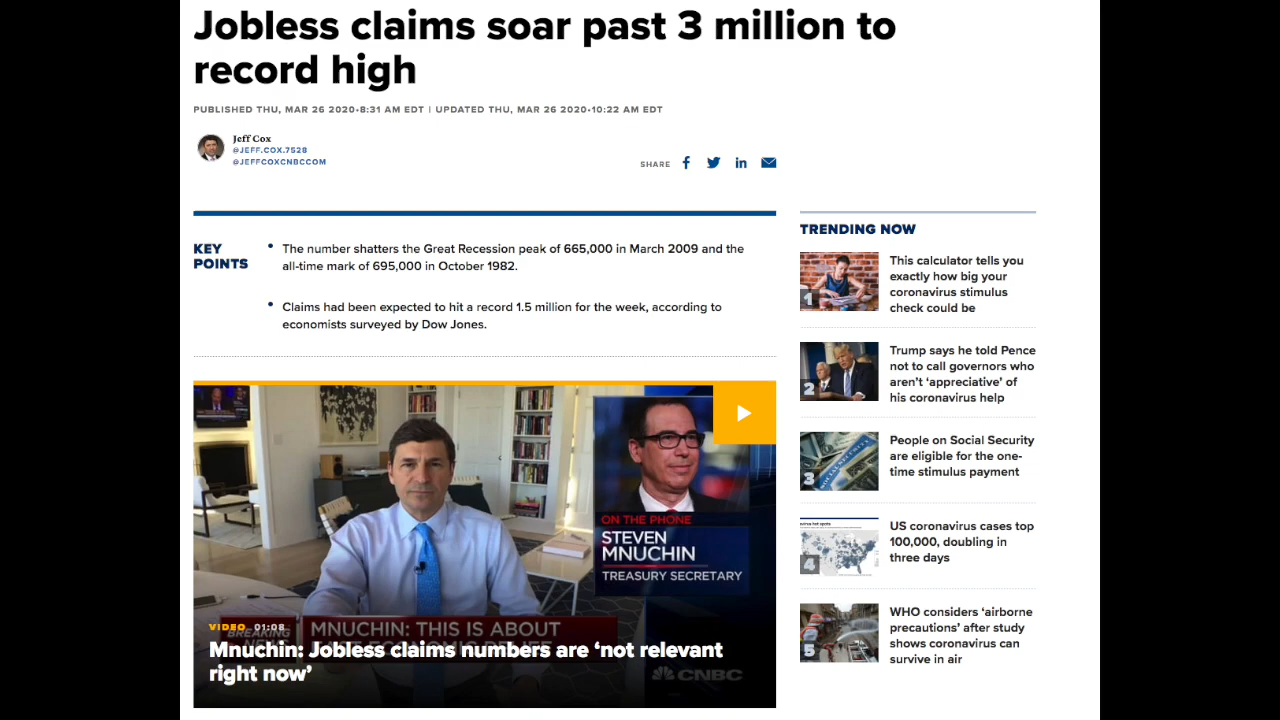 Jobless claims soar past 3 million to
record high
PUBLISHED THU, MAR 26 2020•8:31 AM EDT | UPDATED THU, MAR 26 2020•10:22 AM EDT
Jeff Cox
@JEFF.COX.7528
@JEFFCOXCNBCCOM
SHARE
KEY
POINTS
The number shatters the Great Recession peak of 665,000 in March 2009 and the
all-time mark of 695,000 in October 1982.
Claims had been expected to hit a record 1.5 million for the week, according to
economists surveyed by Dow Jones.
ON THE PHONE
STEVEN
MNUCHIN
TREASURY SECRETARY
VIDEO 01:08
BREAKING
MNUCHIN: THIS IS ABOUT
Mnuchin: Jobless claims numbers are ‘not relevant
right now’
CNBC
TRENDING NOW
1
This calculator tells you
exactly how big your
coronavirus stimulus
check could be
2
Trump says he told Pence
not to call governors who
aren’t ‘appreciative’ of
his coronavirus help
3
SOCIAL SECURITY
People on Social Security
are eligible for the one-
time stimulus payment
4
US coronavirus cases top
100,000, doubling in
three days
5
WHO considers ‘airborne
precautions’ after study
shows coronavirus can
survive in air